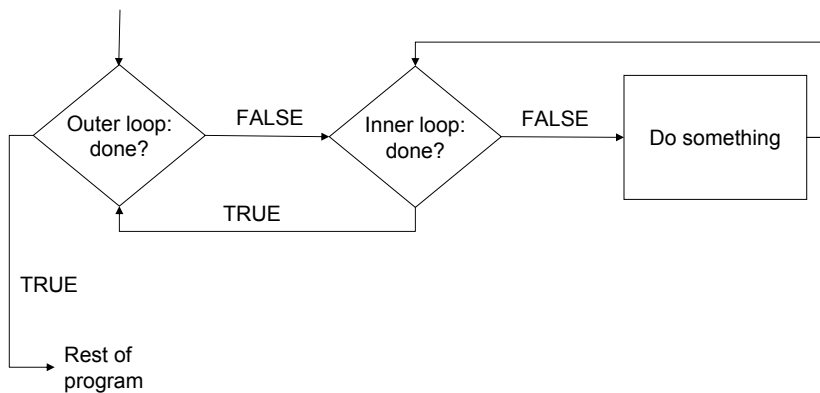 Outer loop:
done?
FALSE
Inner loop:
done?
FALSE
Do something
TRUE
TRUE
Rest of
program